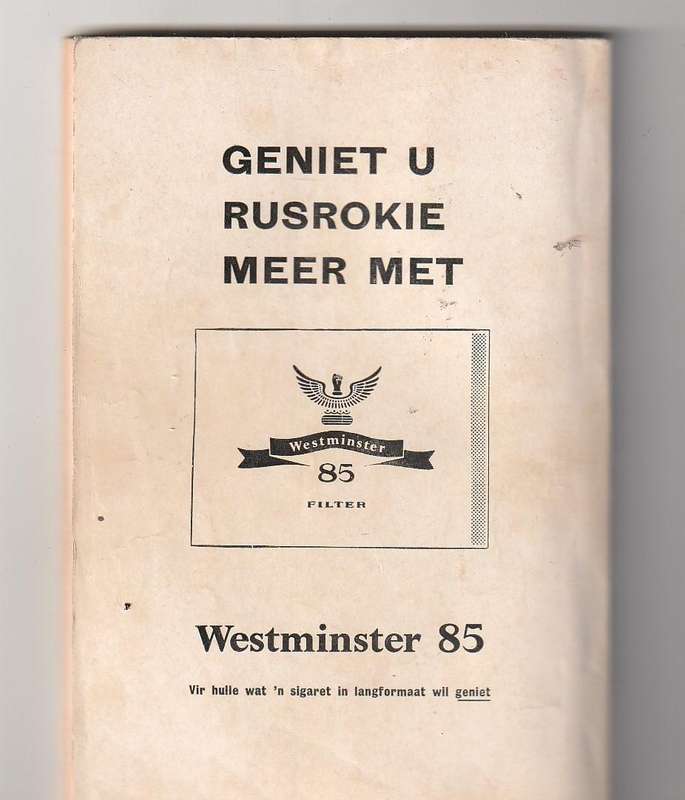 GENIET U
RUSROKIE
MEER MET
Westminster
85
FILTER
Westminster 85
Vir hulle wat 'n sigaret in langformaat wil geniet